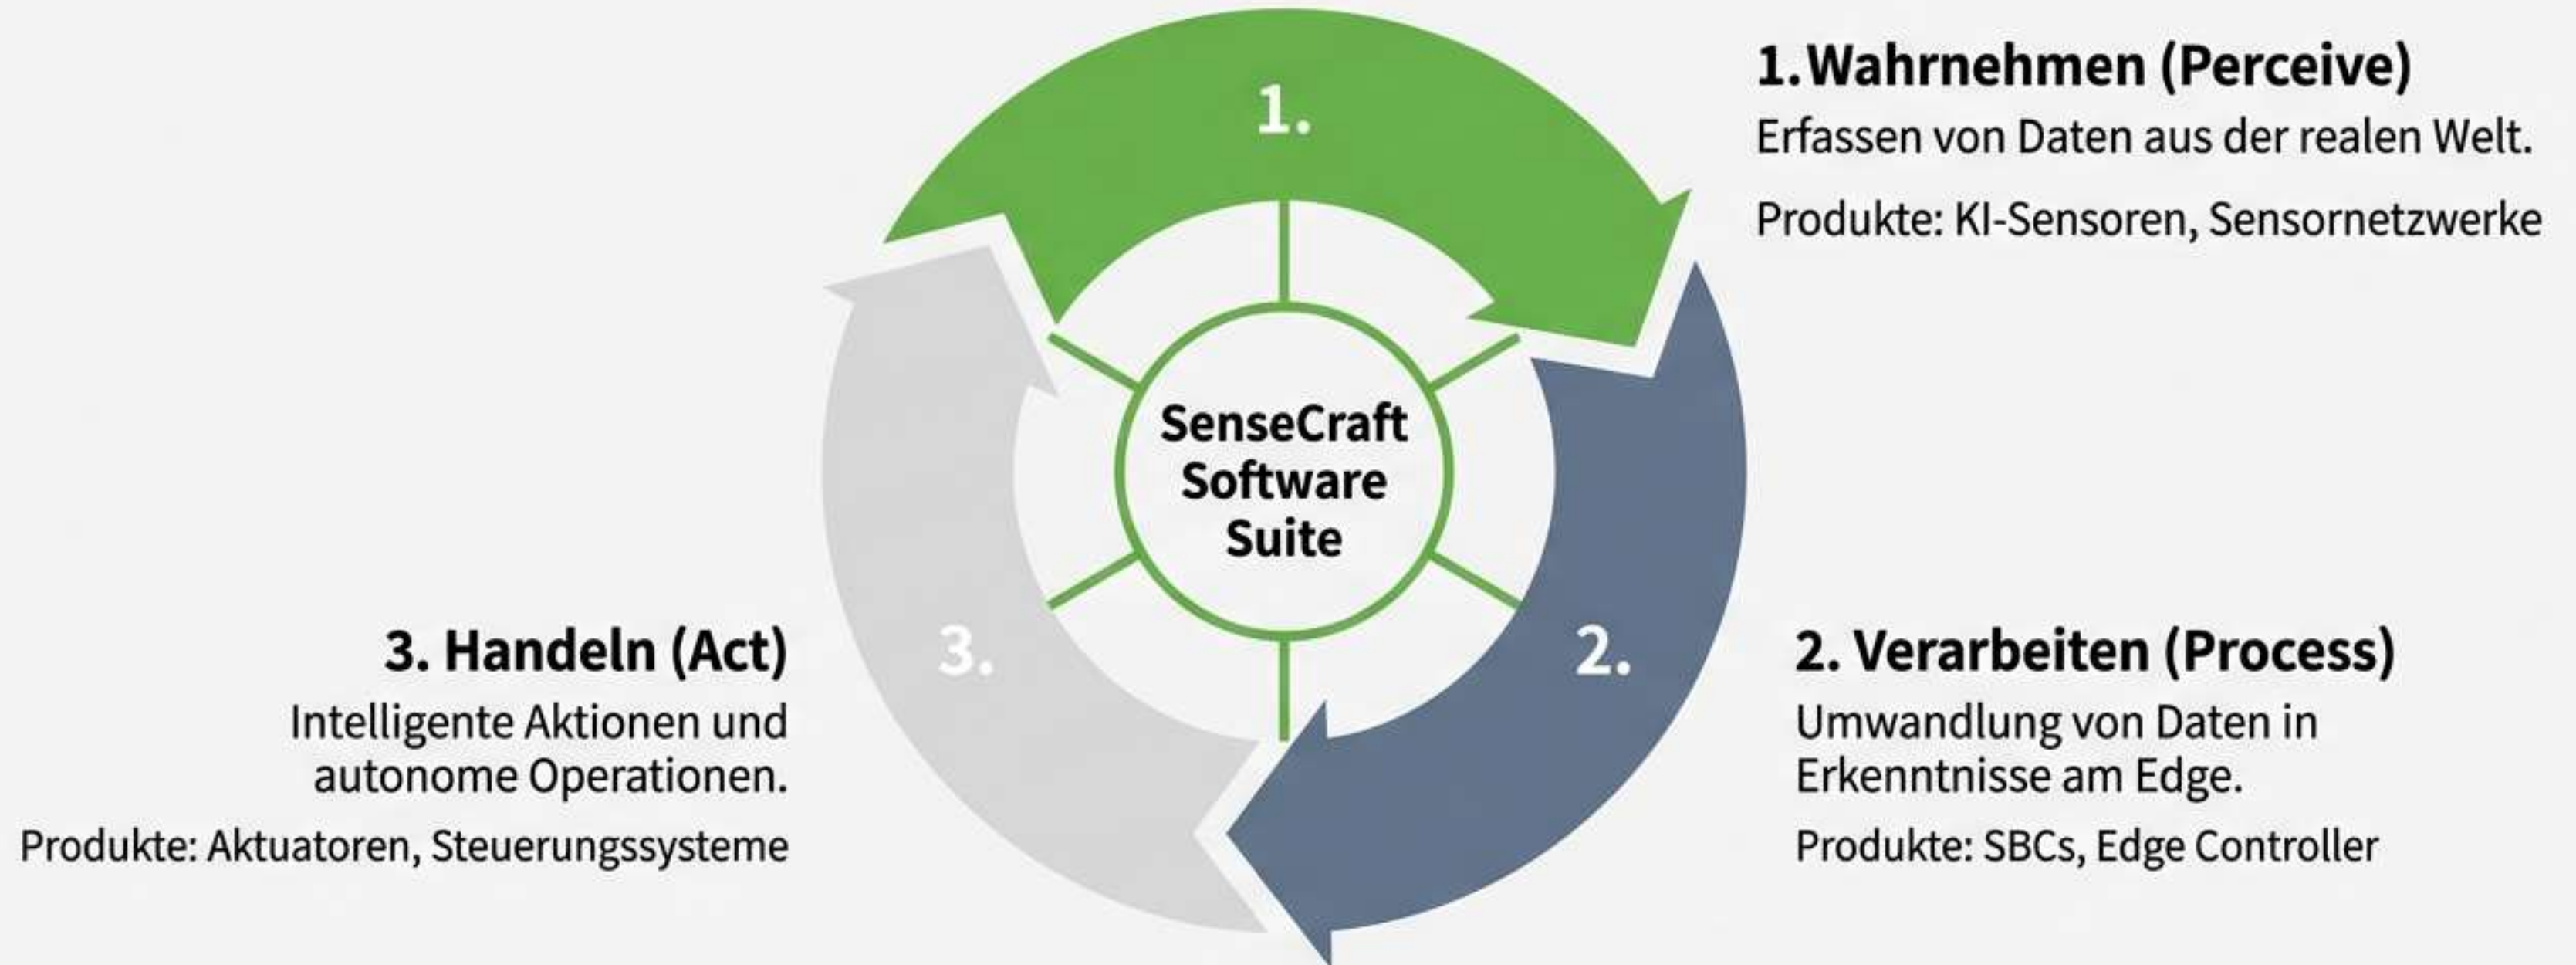 1.
1.Wahrnehmen (Perceive)
Erfassen von Daten aus der realen Welt.
Produkte: KI-Sensoren, Sensornetzwerke
SenseCraft
Software
Suite
2.
2. Verarbeiten (Process)
Umwandlung von Daten in
Erkenntnisse am Edge.
Produkte: SBCs, Edge Controller
3.
3. Handeln (Act)
Intelligente Aktionen und
autonome Operationen.
Produkte: Aktuatoren, Steuerungssysteme